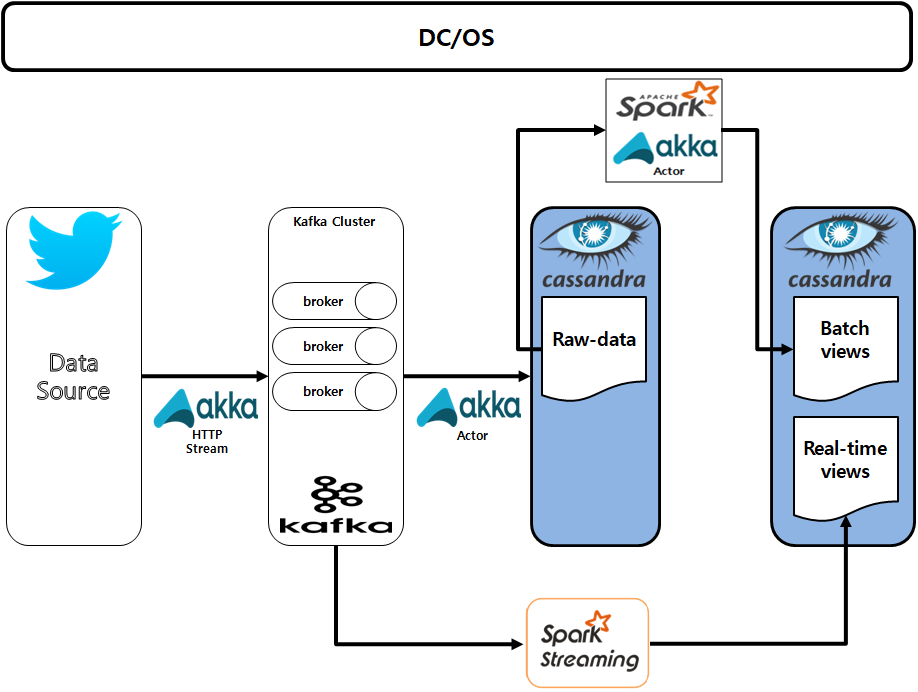 DC/OS
APACHE
Spark
TM
akka
Actor
Data
Source
akka
HTTP
Stream
Kafka Cluster
broker
broker
broker
kafka
akka
Actor
cassandra
Raw-data
cassandra
Batch
views
Real-time
views
Spark
Streaming